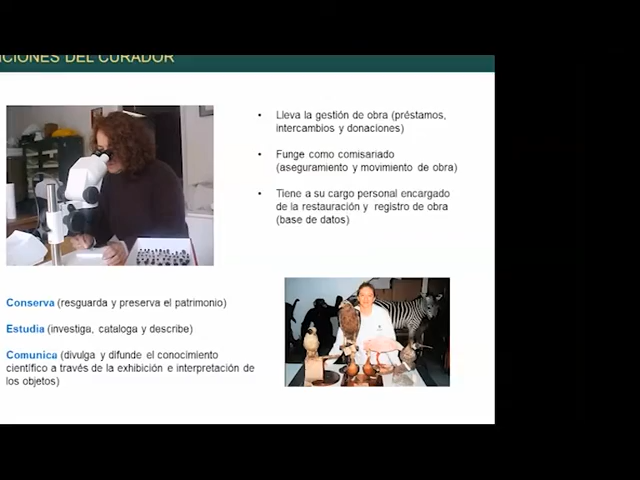 CIONES DEL CURADOR
• Lleva la gestión de obra (préstamos,
intercambios y donaciones)
• Funge como comisariado
(aseguramiento y movimiento de obra)
• Tiene a su cargo personal encargado
de la restauración y registro de obra
(base de datos)
Conserva (resguarda y preserva el patrimonio)
Estudia (investiga, cataloga y describe)
Comunica (divulga y difunde el conocimiento
científico a través de la exhibición e interpretación de
los objetos)